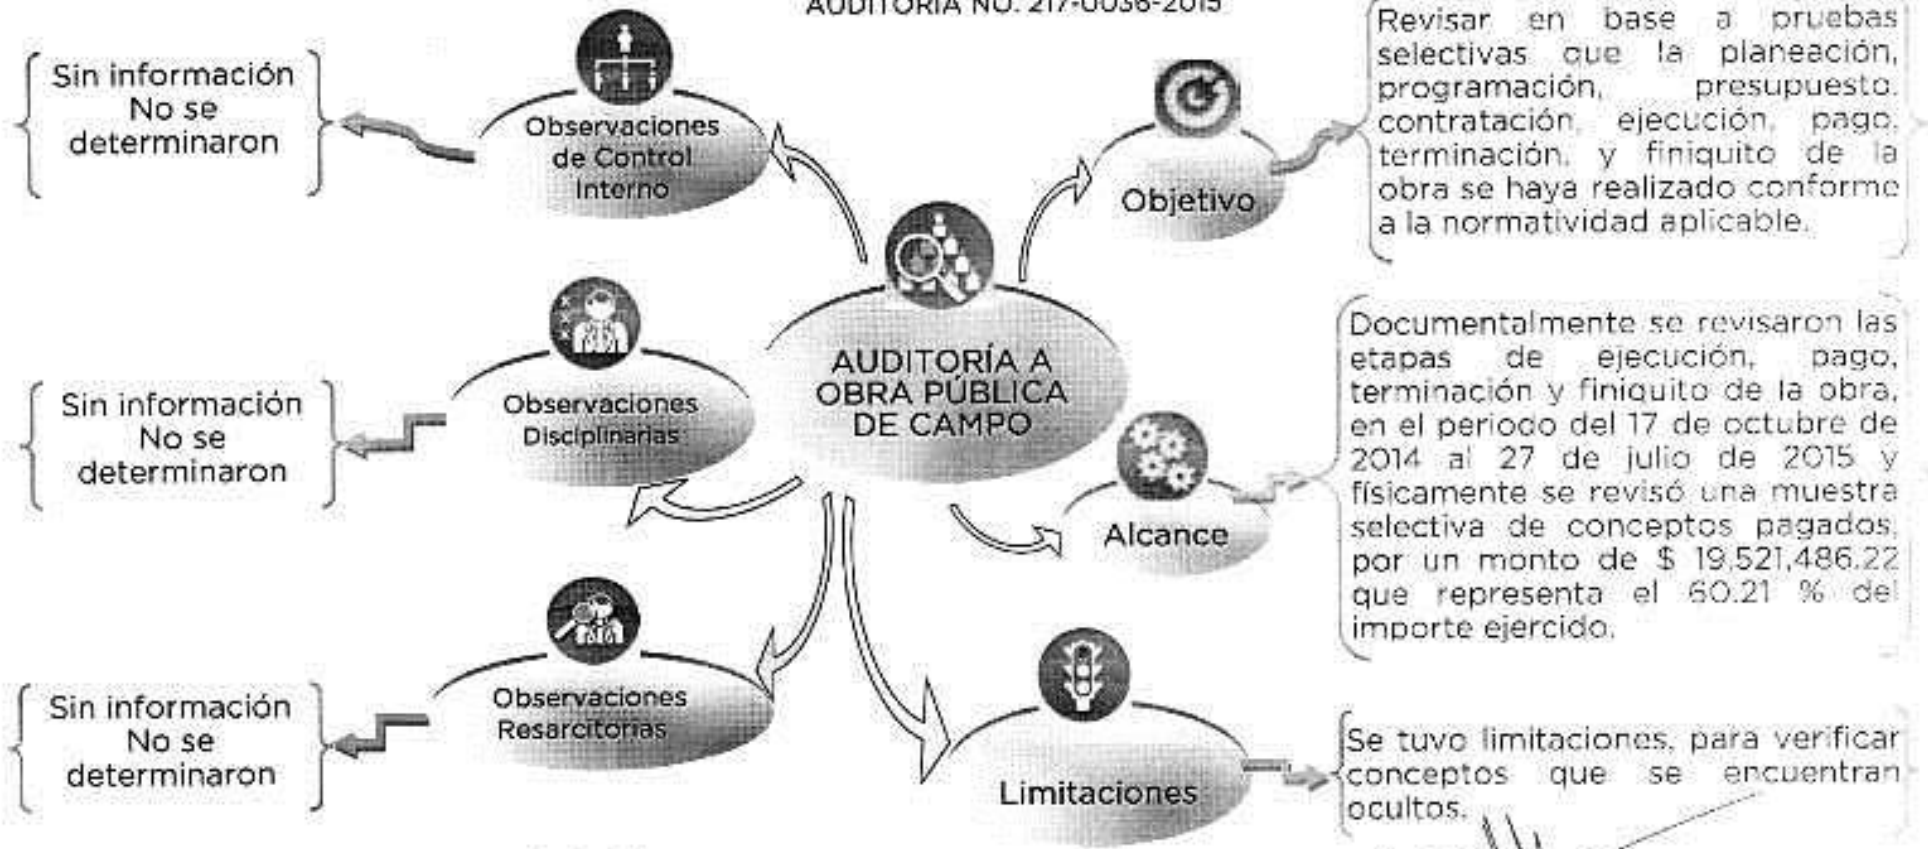 AUDITORÍA NO. 217-0036-2015
Sin información
No se
determinaron
Observaciones
de Control
Interno
Objetivo
Revisar en base a pruebas
selectivas que la planeación,
programación, presupuesto,
contratación, ejecución, pago,
terminación, y finiquito de la
obra se haya realizado conforme
a la normatividad aplicable.
AUDITORÍA A
OBRA PÚBLICA
DE CAMPO
Sin información
No se
determinaron
Observaciones
Disciplinarias
Alcance
Documentalmente se revisaron las
etapas de ejecución, pago,
terminación y finiquito de la obra,
en el periodo del 17 de octubre de
2014 al 27 de julio de 2015 y
físicamente se revisó una muestra
selectiva de conceptos pagados,
por un monto de $ 19,521,486.22
que representa el 60.21 % del
importe ejercido.
Sin información
No se
determinaron
Observaciones
Resarcitorias
Limitaciones
Se tuvo limitaciones, para verificar
conceptos que se encuentran
ocultos.